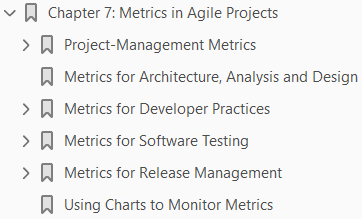 Chapter 7: Metrics in Agile Projects
Project-Management Metrics
Metrics for Architecture, Analysis and Design
Metrics for Developer Practices
Metrics for Software Testing
Metrics for Release Management
Using Charts to Monitor Metrics